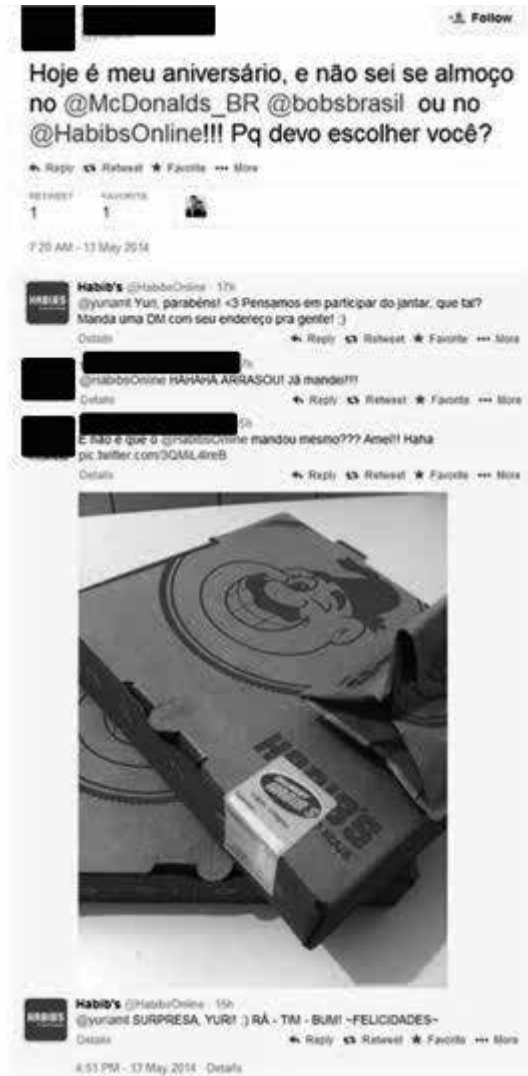 Follow
Hoje é meu aniversário, e não sei se almoço
no @McDonalds_BR @bobsbrasil ou no
@HabibsOnline!!! Pq devo escolher você?
Reply Retweet Favorite More
RETWEET FAVORITE
1 1
7:20 AM - 13 May 2014
HABIB'S
Habib's @HabibsOnline · 17h
@yuriamt Yuri, parabéns! <3 Pensamos em participar do jantar, que tal?
Manda uma DM com seu endereço pra gente! :)
Details Reply Retweet Favorite More
@HabibsOnline HAHAHA ARRASOU! Já mandei!!!
Details Reply Retweet Favorite More
E não é que o @HabibsOnline mandou mesmo??? Amei!! Haha
Details Reply Retweet Favorite More
Habib's
HABIB'S
Habib's @HabibsOnline · 15h
@yuriamt SURPRESA, YURI! :) RÁ - TIM - BUM! ~FELICIDADES~
Details Reply Retweet Favorite More
4:53 PM - 13 May 2014 · Details